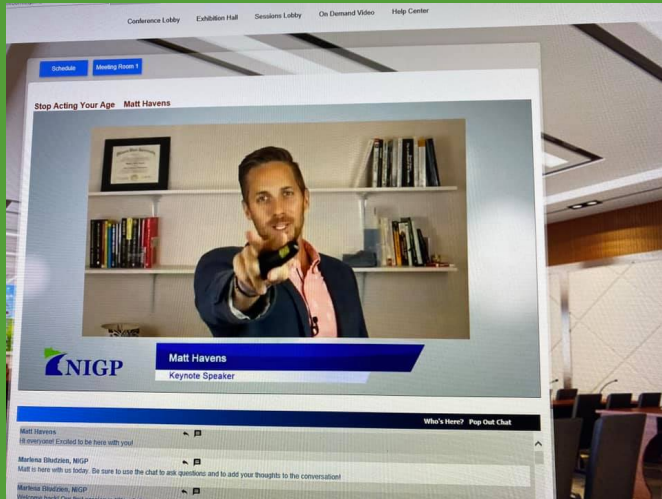 Conference Lobby Exhibition Hall Sessions Lobby On Demand Video Help Center
Schedule Meeting Room 1
Stop Acting Your Age Matt Havens
NIGP
Matt Havens
Keynote Speaker
Who's Here? Pop Out Chat
Matt Havens
Hi everyone! Excited to be here with you!
Marlena Bludzien, NIGP
Matt is here with us today. Be sure to use the chat to ask questions and to add your thoughts to the conversation!
Marlena Bludzien, NIGP
Welcome back!